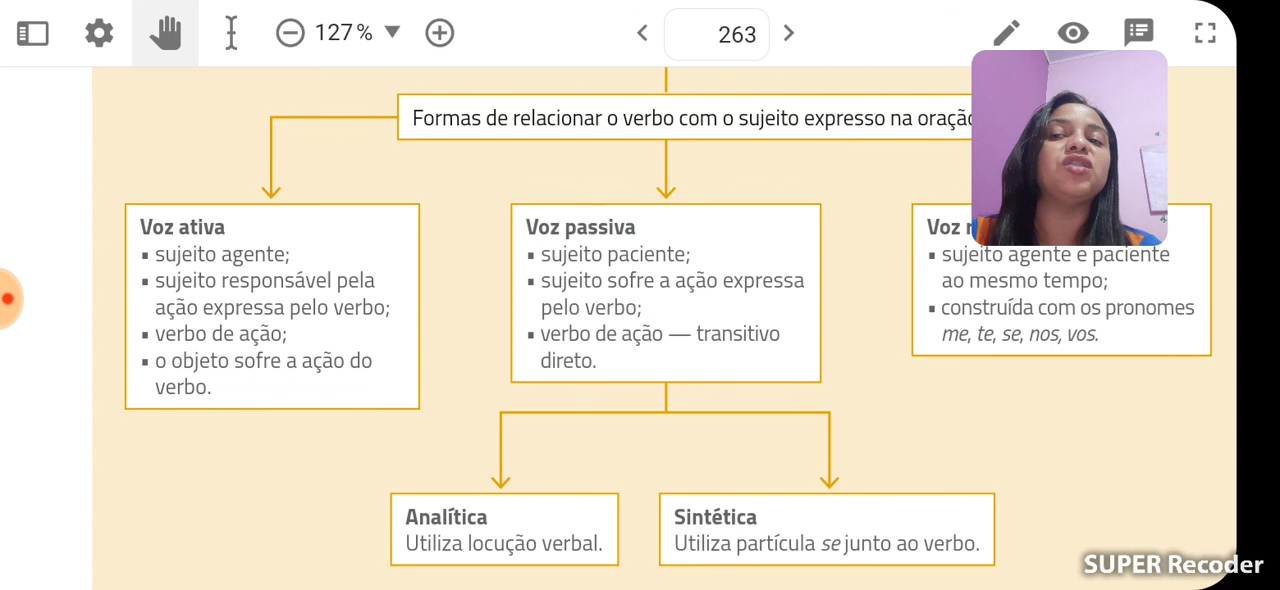 127 %
263
Formas de relacionar o verbo com o sujeito expresso na oração
Voz ativa
▪ sujeito agente;
▪ sujeito responsável pela
ação expressa pelo verbo;
▪ verbo de ação;
▪ o objeto sofre a ação do
verbo.
Voz passiva
▪ sujeito paciente;
▪ sujeito sofre a ação expressa
pelo verbo;
▪ verbo de ação — transitivo
direto.
Voz
▪ sujeito agente e paciente
ao mesmo tempo;
▪ construída com os pronomes
me, te, se, nos, vos.
Analítica
Utiliza locução verbal.
Sintética
Utiliza partícula se junto ao verbo.
SUPER Recoder